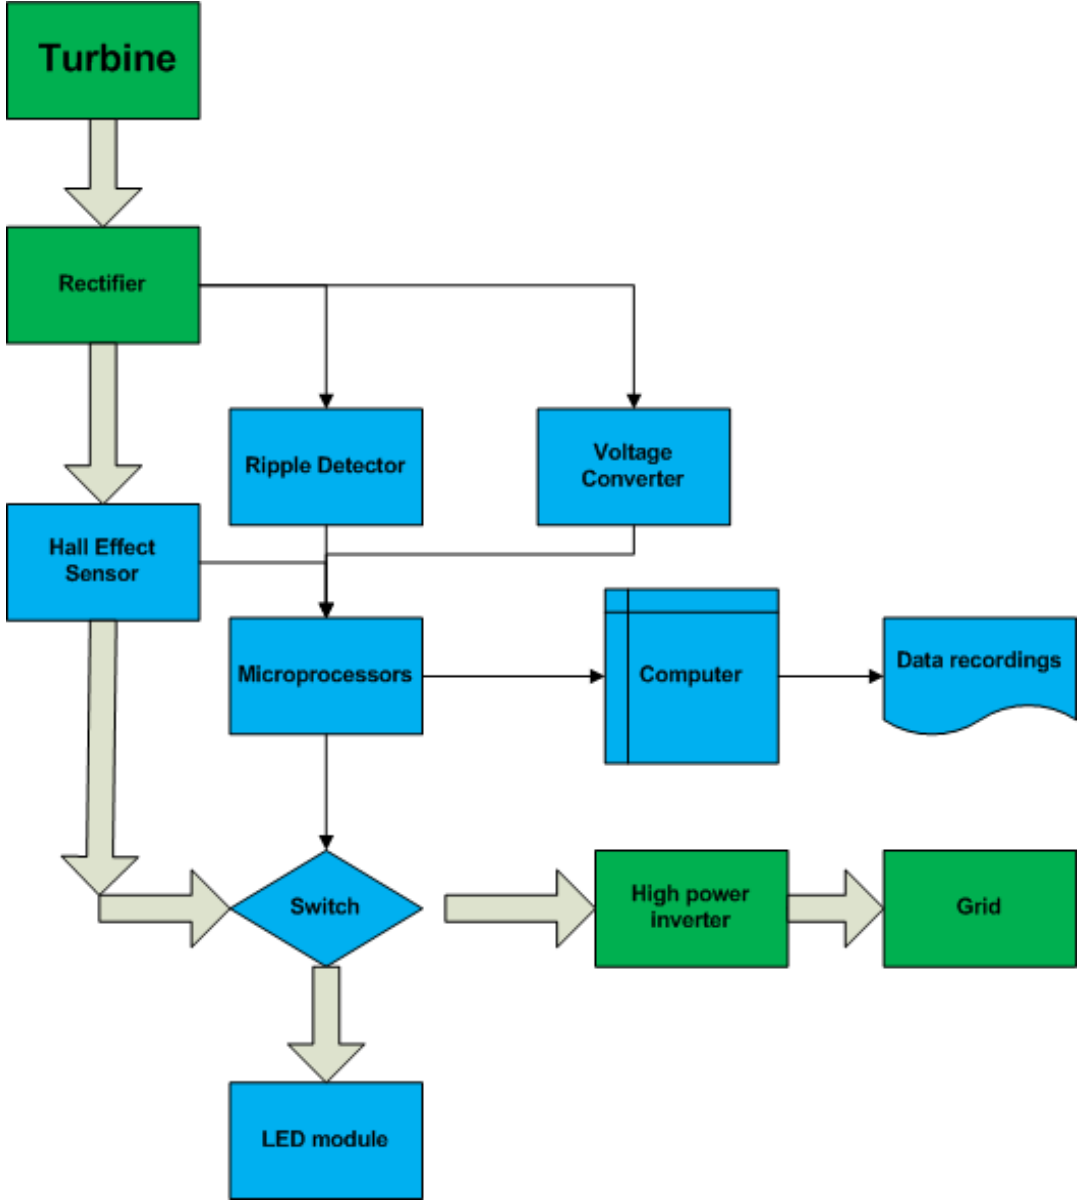 Turbine
Rectifier
Ripple Detector
Voltage
Converter
Hall Effect
Sensor
Microprocessors
Computer
Data recordings
Switch
High power
inverter
Grid
LED module